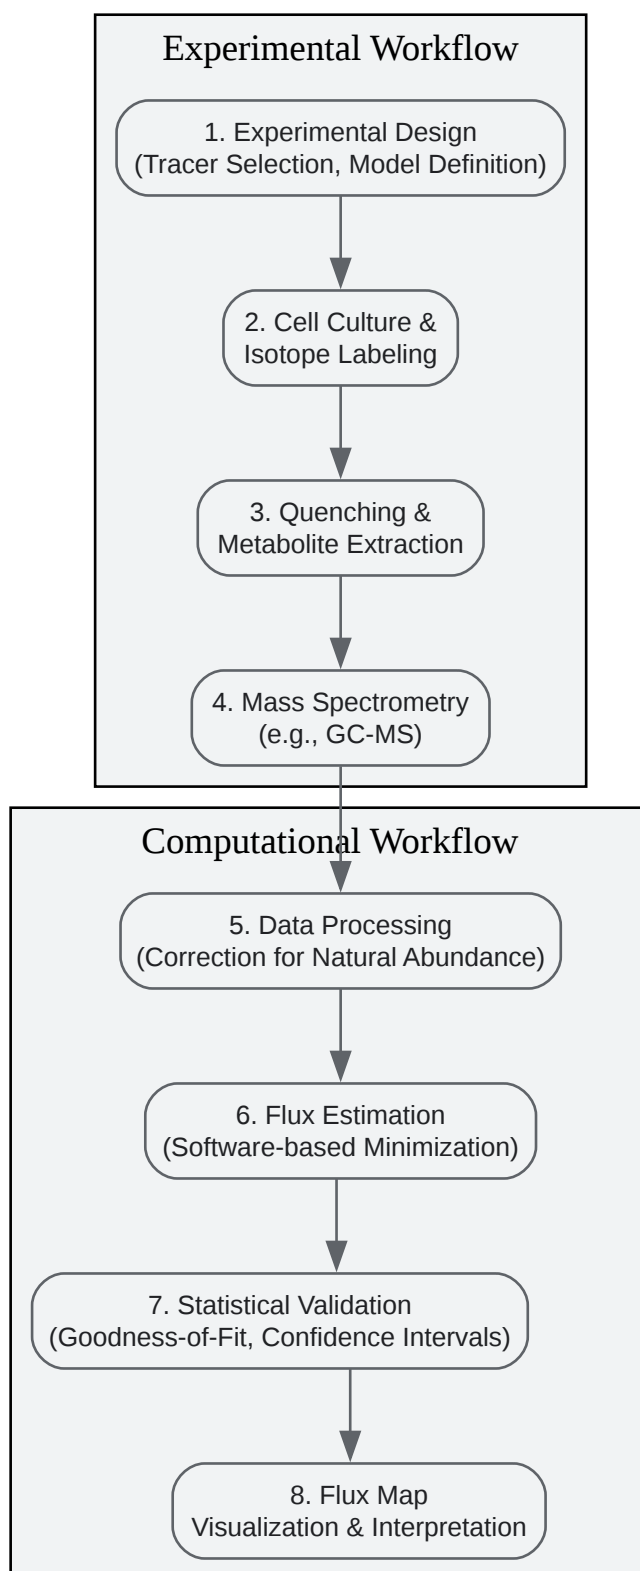 Experimental Workflow
1. Experimental Design
(Tracer Selection, Model Definition)
2. Cell Culture &
Isotope Labeling
3. Quenching &
Metabolite Extraction
4. Mass Spectrometry
(e.g., GC-MS)
Computational Workflow
5. Data Processing
(Correction for Natural Abundance)
6. Flux Estimation
(Software-based Minimization)
7. Statistical Validation
(Goodness-of-Fit, Confidence Intervals)
8. Flux Map
Visualization & Interpretation